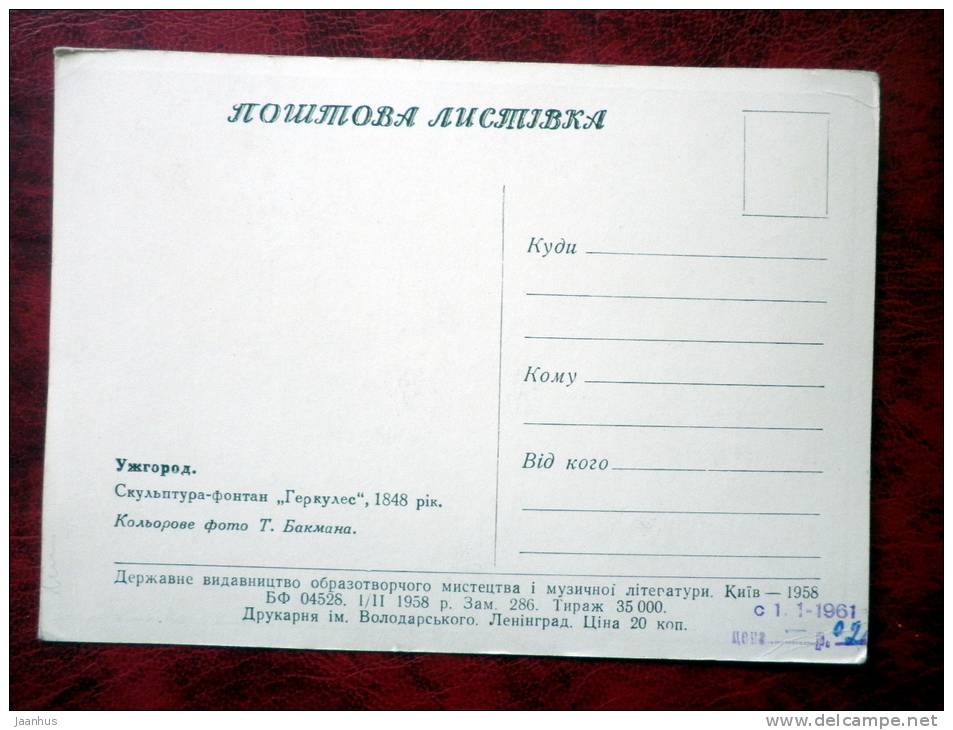 ПОШТОВА ЛИСТІВКА
Куди
Кому
Від кого
Ужгород.
Скульптура-фонтан „Геркулес“, 1848 рік.
Кольорове фото Т. Бакмана.
Державне видавництво образотворчого мистецтва і музичної літератури. Київ — 1958
БФ 04528. 1/II 1958 р. Зам. 286. Тираж 35 000.
Друкарня ім. Володарського. Ленінград. Ціна 20 коп.
с 1. 1-1961
цена — р. 02
jaanhus
www.delcampe.net